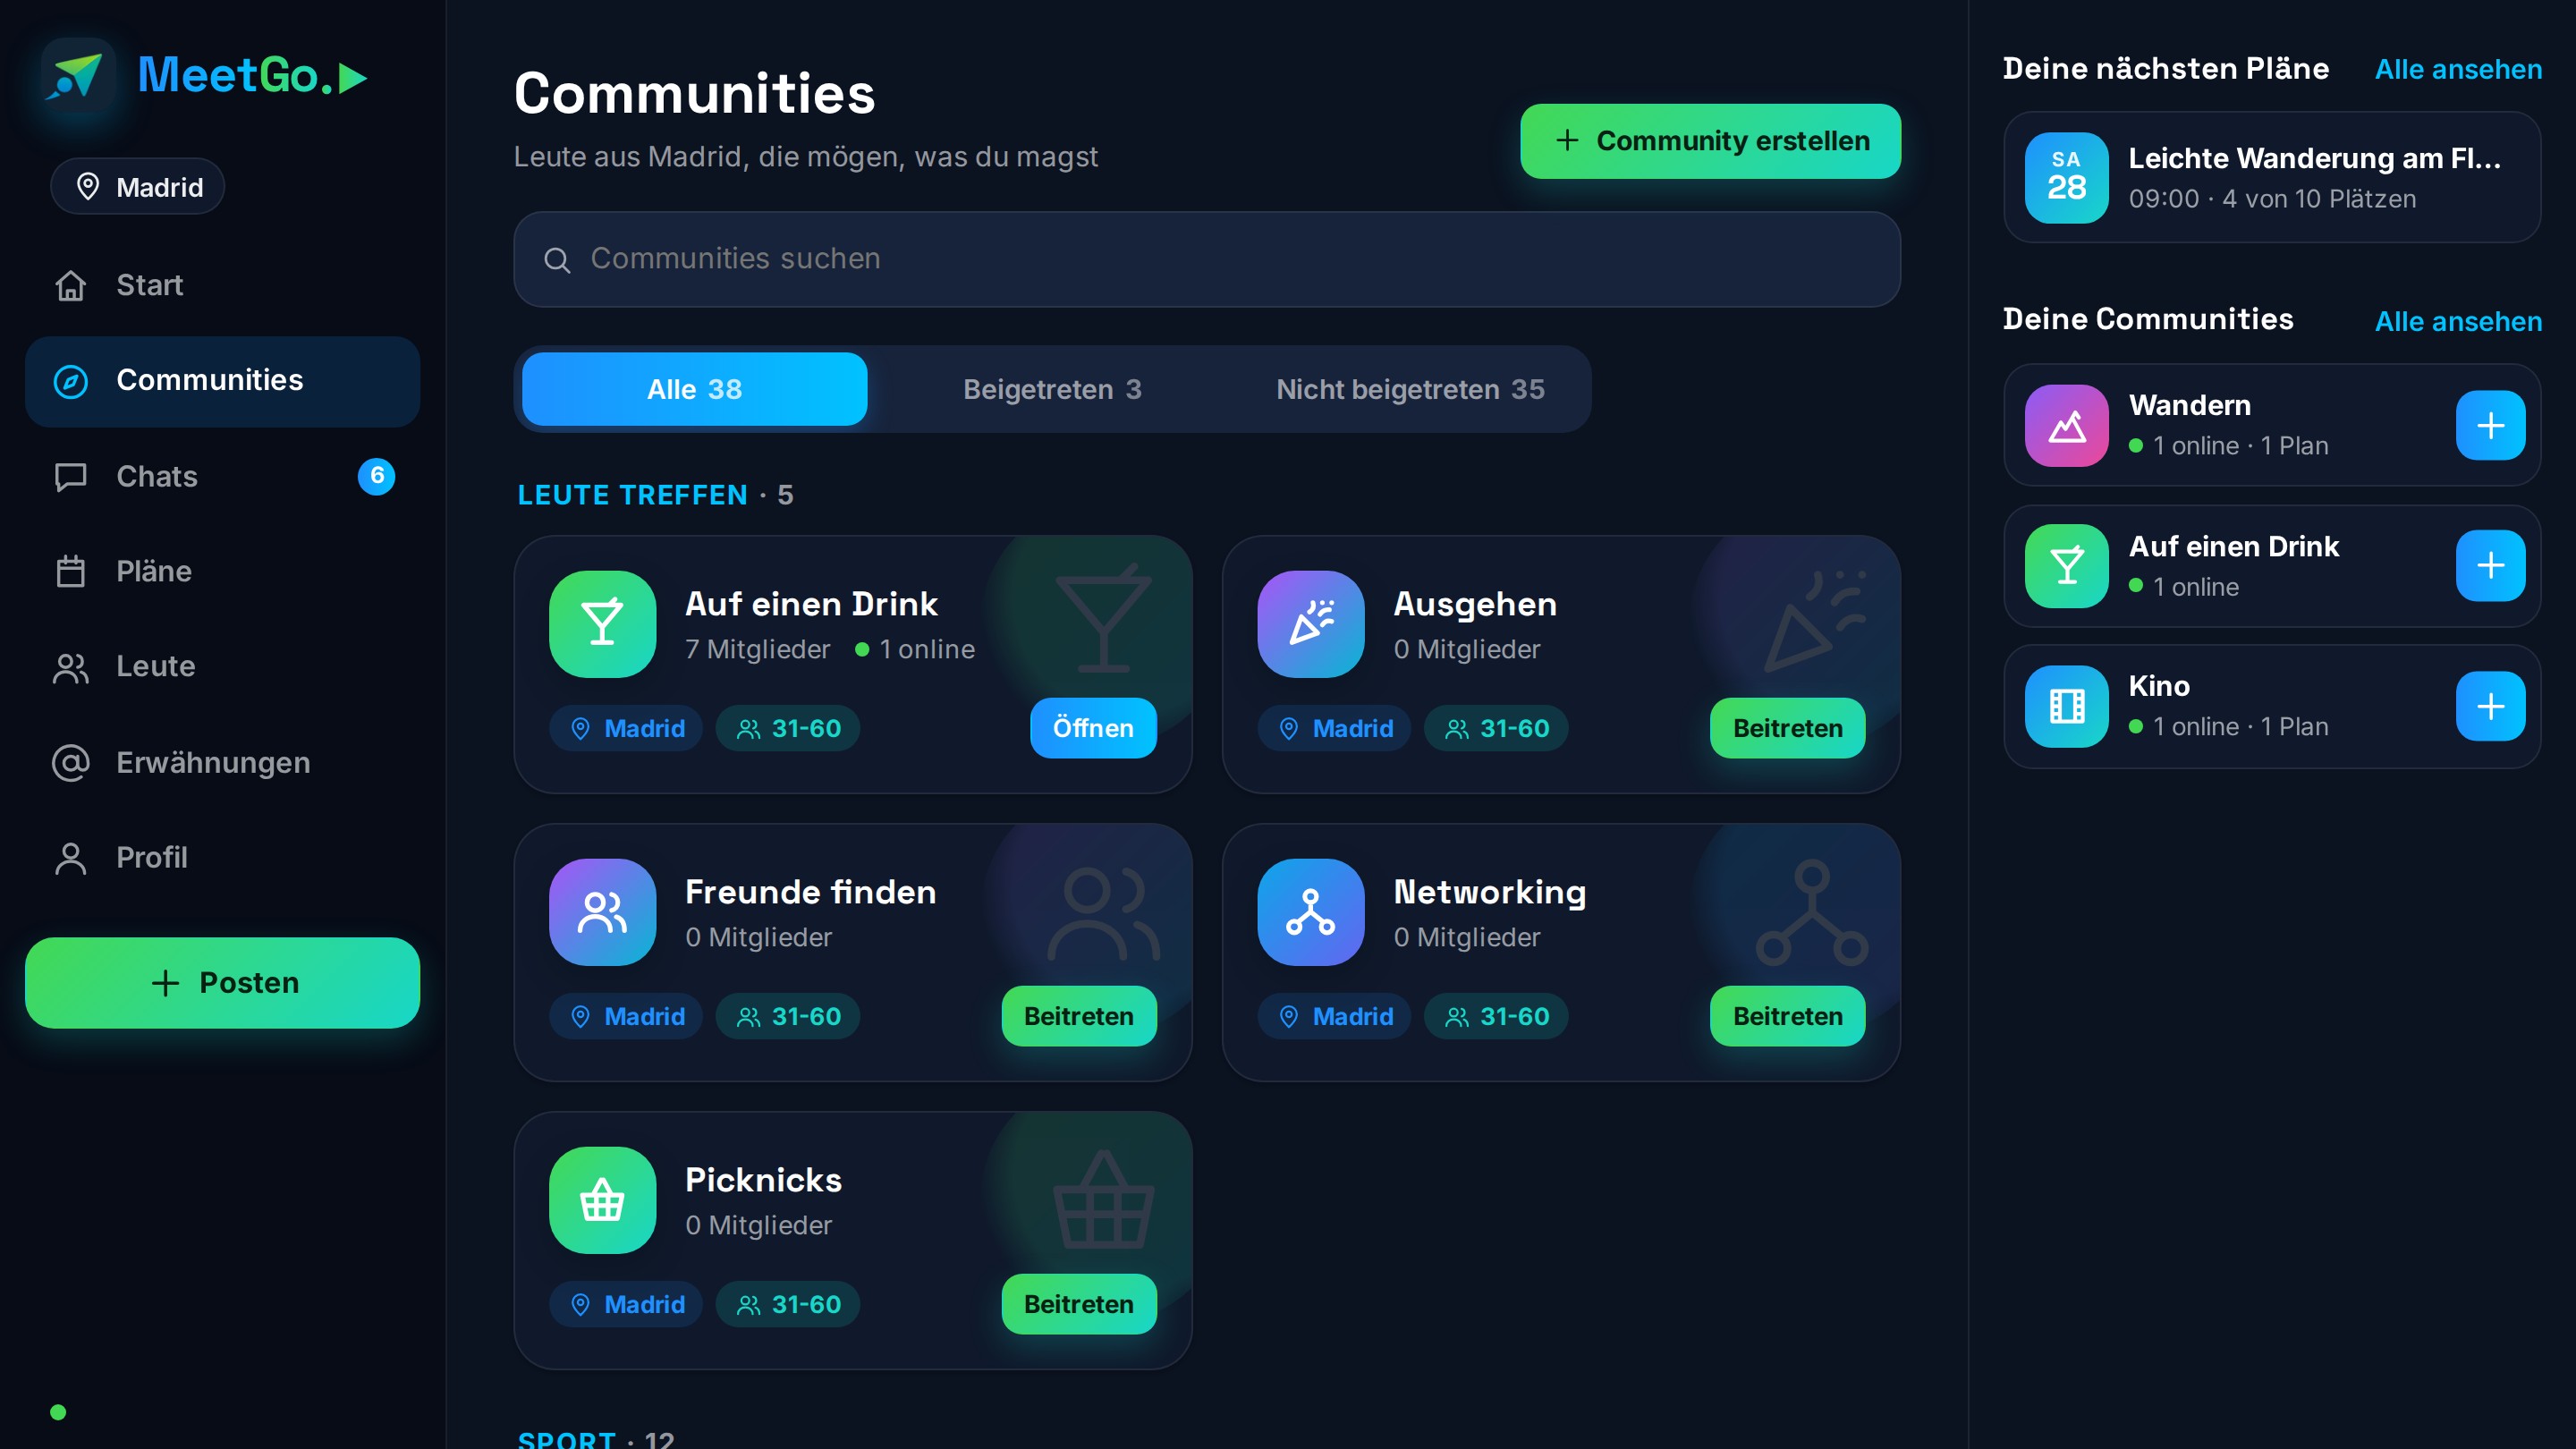 MeetGo.
Madrid
Start
Communities
Chats 6
Pläne
Leute
Erwähnungen
Profil
Posten
Communities
Leute aus Madrid, die mögen, was du magst
Community erstellen
Communities suchen
Alle 38 Beigetreten 3 Nicht beigetreten 35
LEUTE TREFFEN · 5
Auf einen Drink
7 Mitglieder 1 online
Madrid 31-60 Öffnen
Ausgehen
0 Mitglieder
Madrid 31-60 Beitreten
Freunde finden
0 Mitglieder
Madrid 31-60 Beitreten
Networking
0 Mitglieder
Madrid 31-60 Beitreten
Picknicks
0 Mitglieder
Madrid 31-60 Beitreten
SPORT · 12
Deine nächsten Pläne Alle ansehen
SA
28
Leichte Wanderung am Fl...
09:00 · 4 von 10 Plätzen
Deine Communities Alle ansehen
Wandern
1 online · 1 Plan
Auf einen Drink
1 online
Kino
1 online · 1 Plan